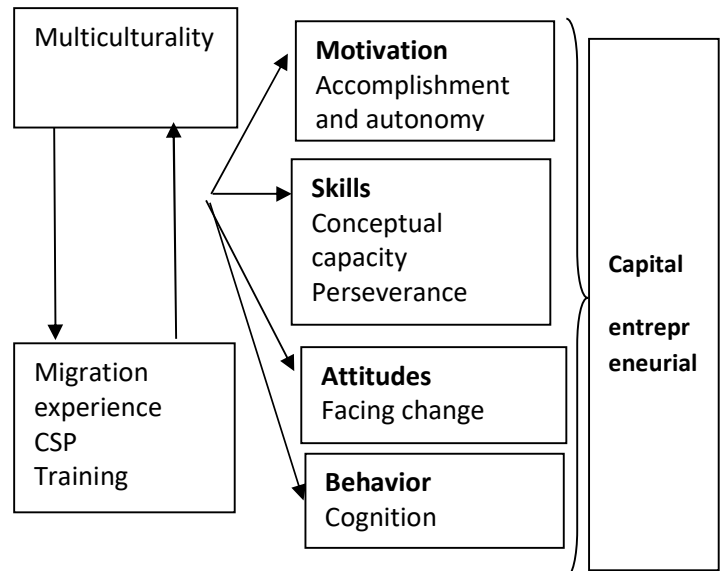 Multiculturality
Migration
experience
CSP
Training
Motivation
Accomplishment
and autonomy
Skills
Conceptual
capacity
Perseverance
Attitudes
Facing change
Behavior
Cognition
Capital
entrepr
eneurial